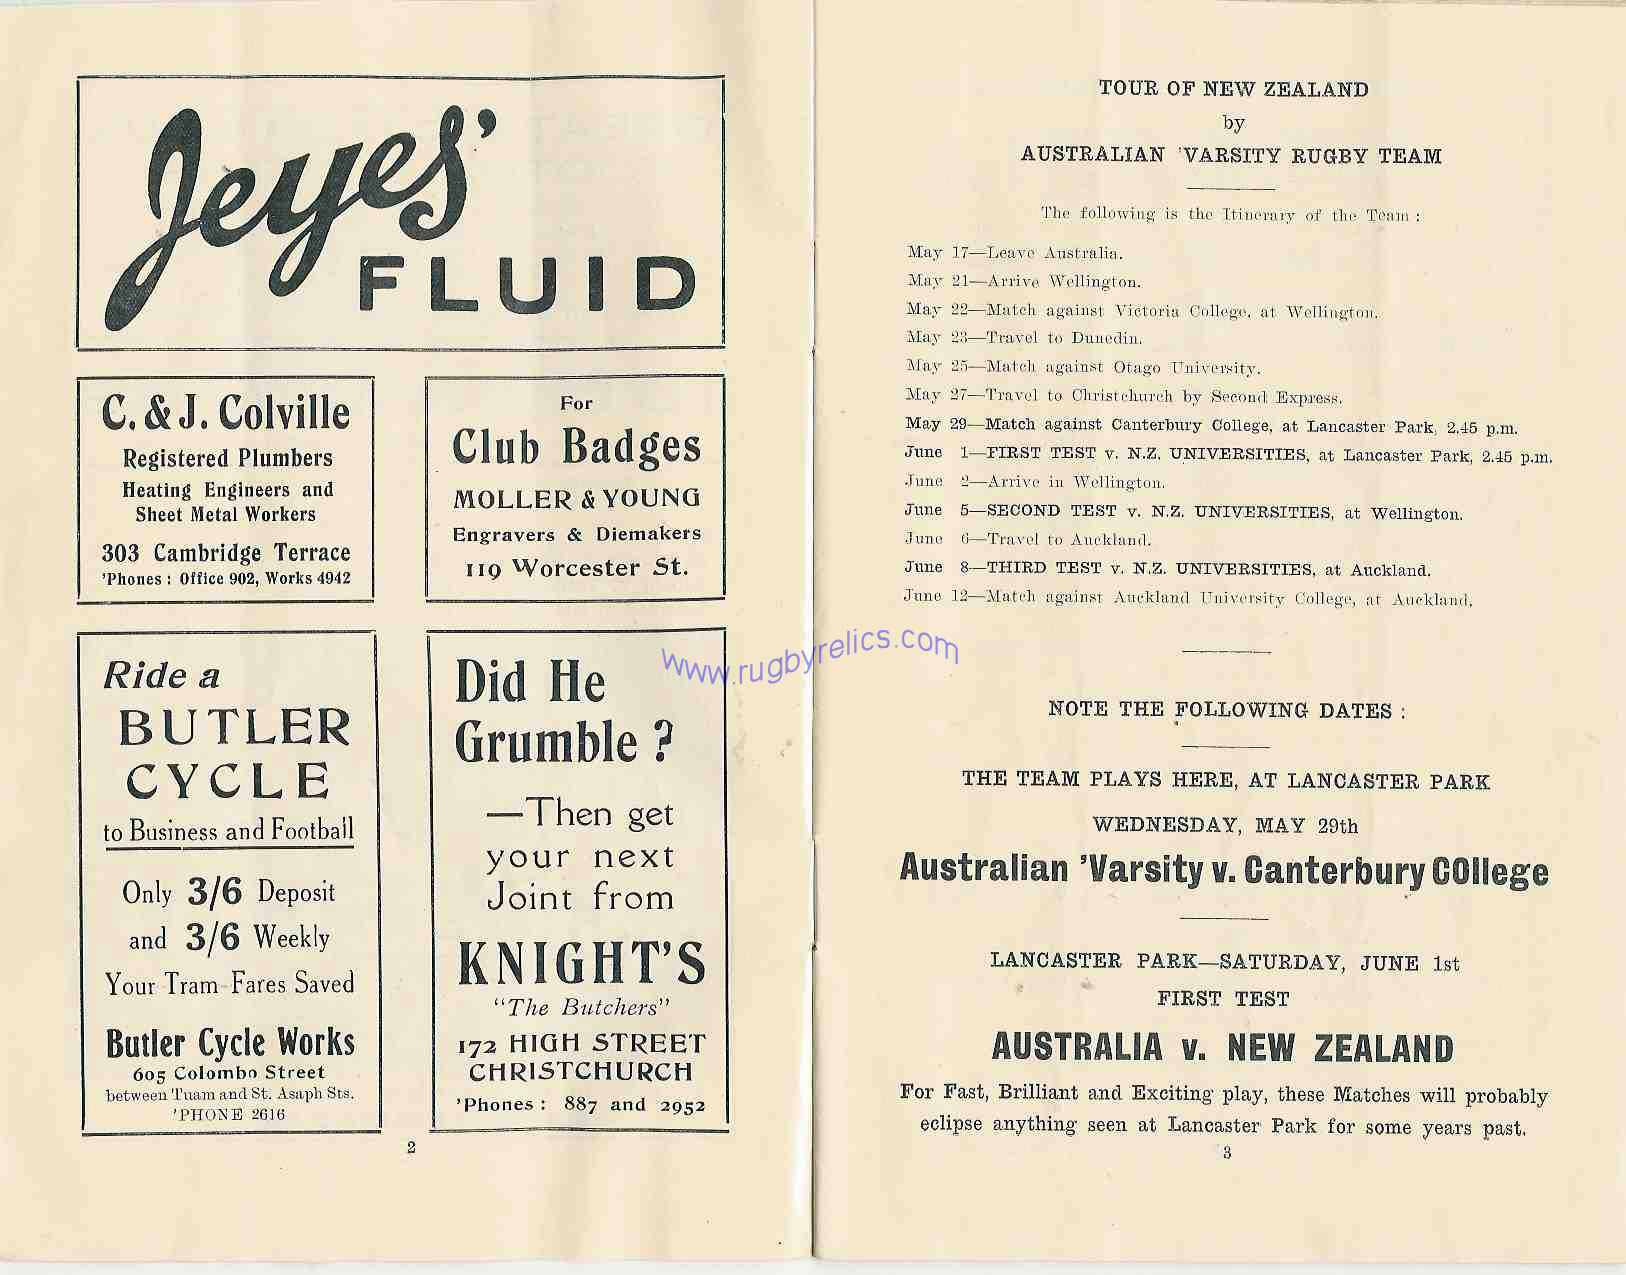 Jeyes'
FLUID
C. & J. Colville
Registered Plumbers
Heating Engineers and
Sheet Metal Workers
303 Cambridge Terrace
'Phones: Office 902, Works 4942
For
Club Badges
MOLLER & YOUNG
Engravers & Diemakers
119 Worcester St.
Ride a
BUTLER
CYCLE
to Business and Football
Only 3/6 Deposit
and 3/6 Weekly
Your Tram Fares Saved
Butler Cycle Works
605 Colombo Street
between Tuam and St. Asaph Sts.
'PHONE 2616
Did He
Grumble ?
—Then get
your next
Joint from
KNIGHT'S
"The Butchers"
172 HIGH STREET
CHRISTCHURCH
'Phones: 887 and 2952
2
www.rugbyrelics.com
TOUR OF NEW ZEALAND
by
AUSTRALIAN 'VARSITY RUGBY TEAM
The following is the Itinerary of the Team :
May 17—Leave Australia.
May 21—Arrive Wellington.
May 22—Match against Victoria College, at Wellington.
May 23—Travel to Dunedin.
May 25—Match against Otago University.
May 27—Travel to Christchurch by Second Express.
May 29—Match against Canterbury College, at Lancaster Park, 2.45 p.m.
June 1—FIRST TEST v. N.Z. UNIVERSITIES, at Lancaster Park, 2.45 p.m.
June 2—Arrive in Wellington.
June 5—SECOND TEST v. N.Z. UNIVERSITIES, at Wellington.
June 6—Travel to Auckland.
June 8—THIRD TEST v. N.Z. UNIVERSITIES, at Auckland.
June 12—Match against Auckland University College, at Auckland.
NOTE THE FOLLOWING DATES :
THE TEAM PLAYS HERE, AT LANCASTER PARK
WEDNESDAY, MAY 29th
Australian 'Varsity v. Canterbury COllege
LANCASTER PARK—SATURDAY, JUNE 1st
FIRST TEST
AUSTRALIA v. NEW ZEALAND
For Fast, Brilliant and Exciting play, these Matches will probably
eclipse anything seen at Lancaster Park for some years past.
3